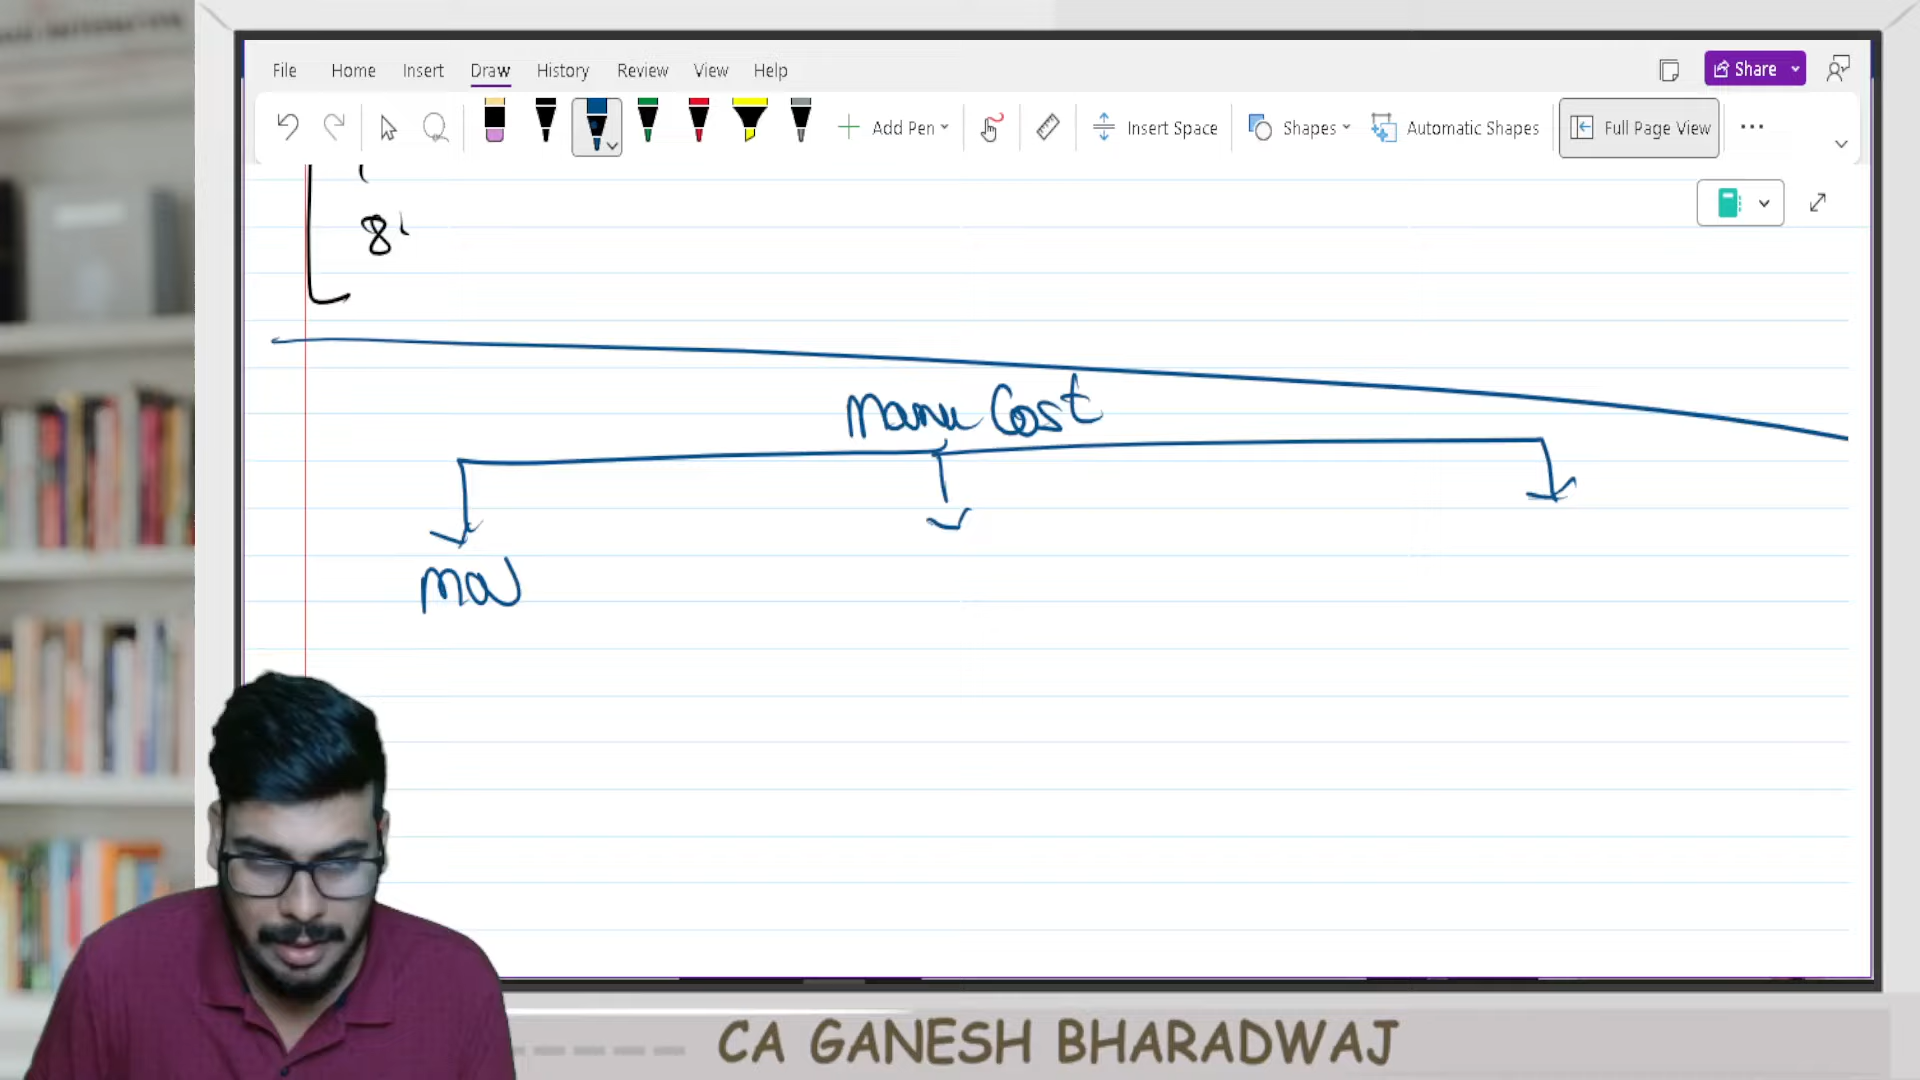 File Home Insert Draw History Review View Help Share
Add Pen Insert Space Shapes Automatic Shapes Full Page View
8
Manu Cost
Mat
CA GANESH BHARADWAJ